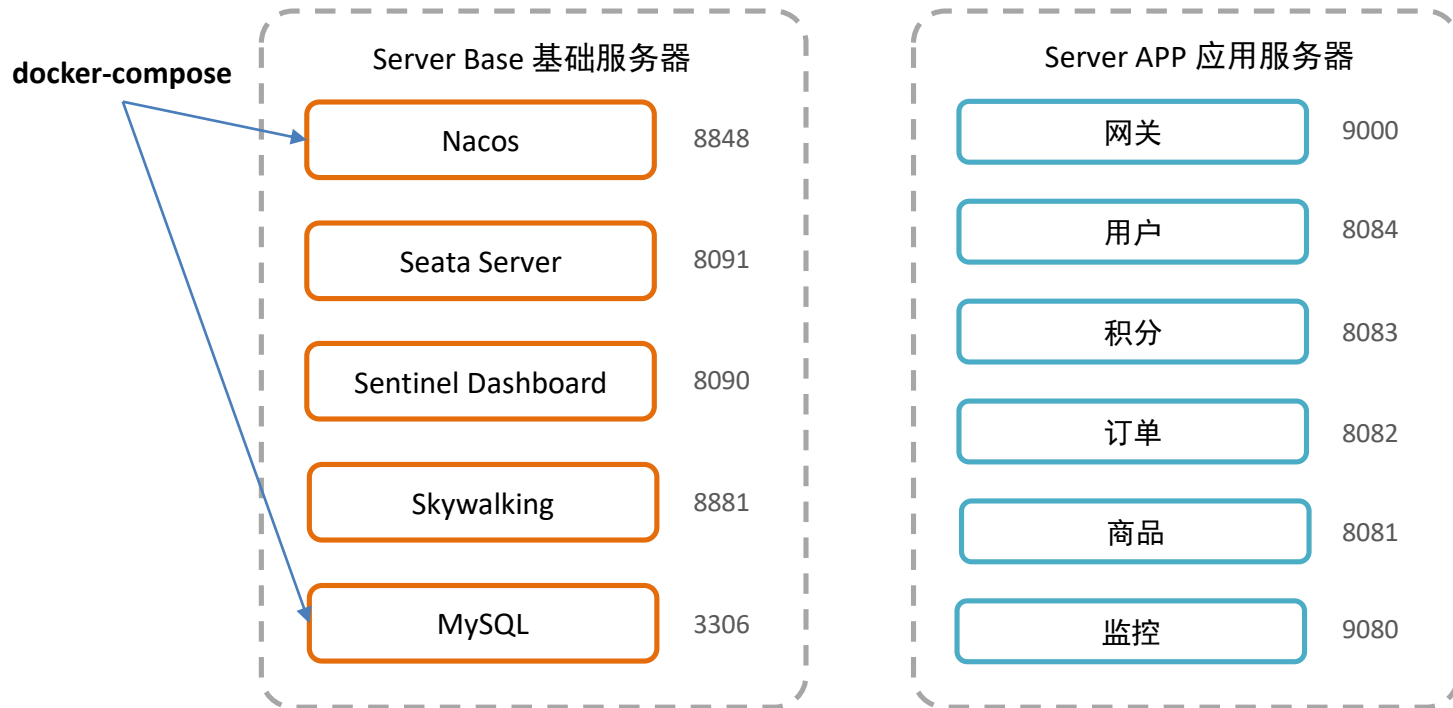 docker-compose
Server Base 基础服务器
Nacos
8848
Seata Server
8091
Sentinel Dashboard
8090
Skywalking
8881
MySQL
3306
Server APP 应用服务器
网关
9000
用户
8084
积分
8083
订单
8082
商品
8081
监控
9080